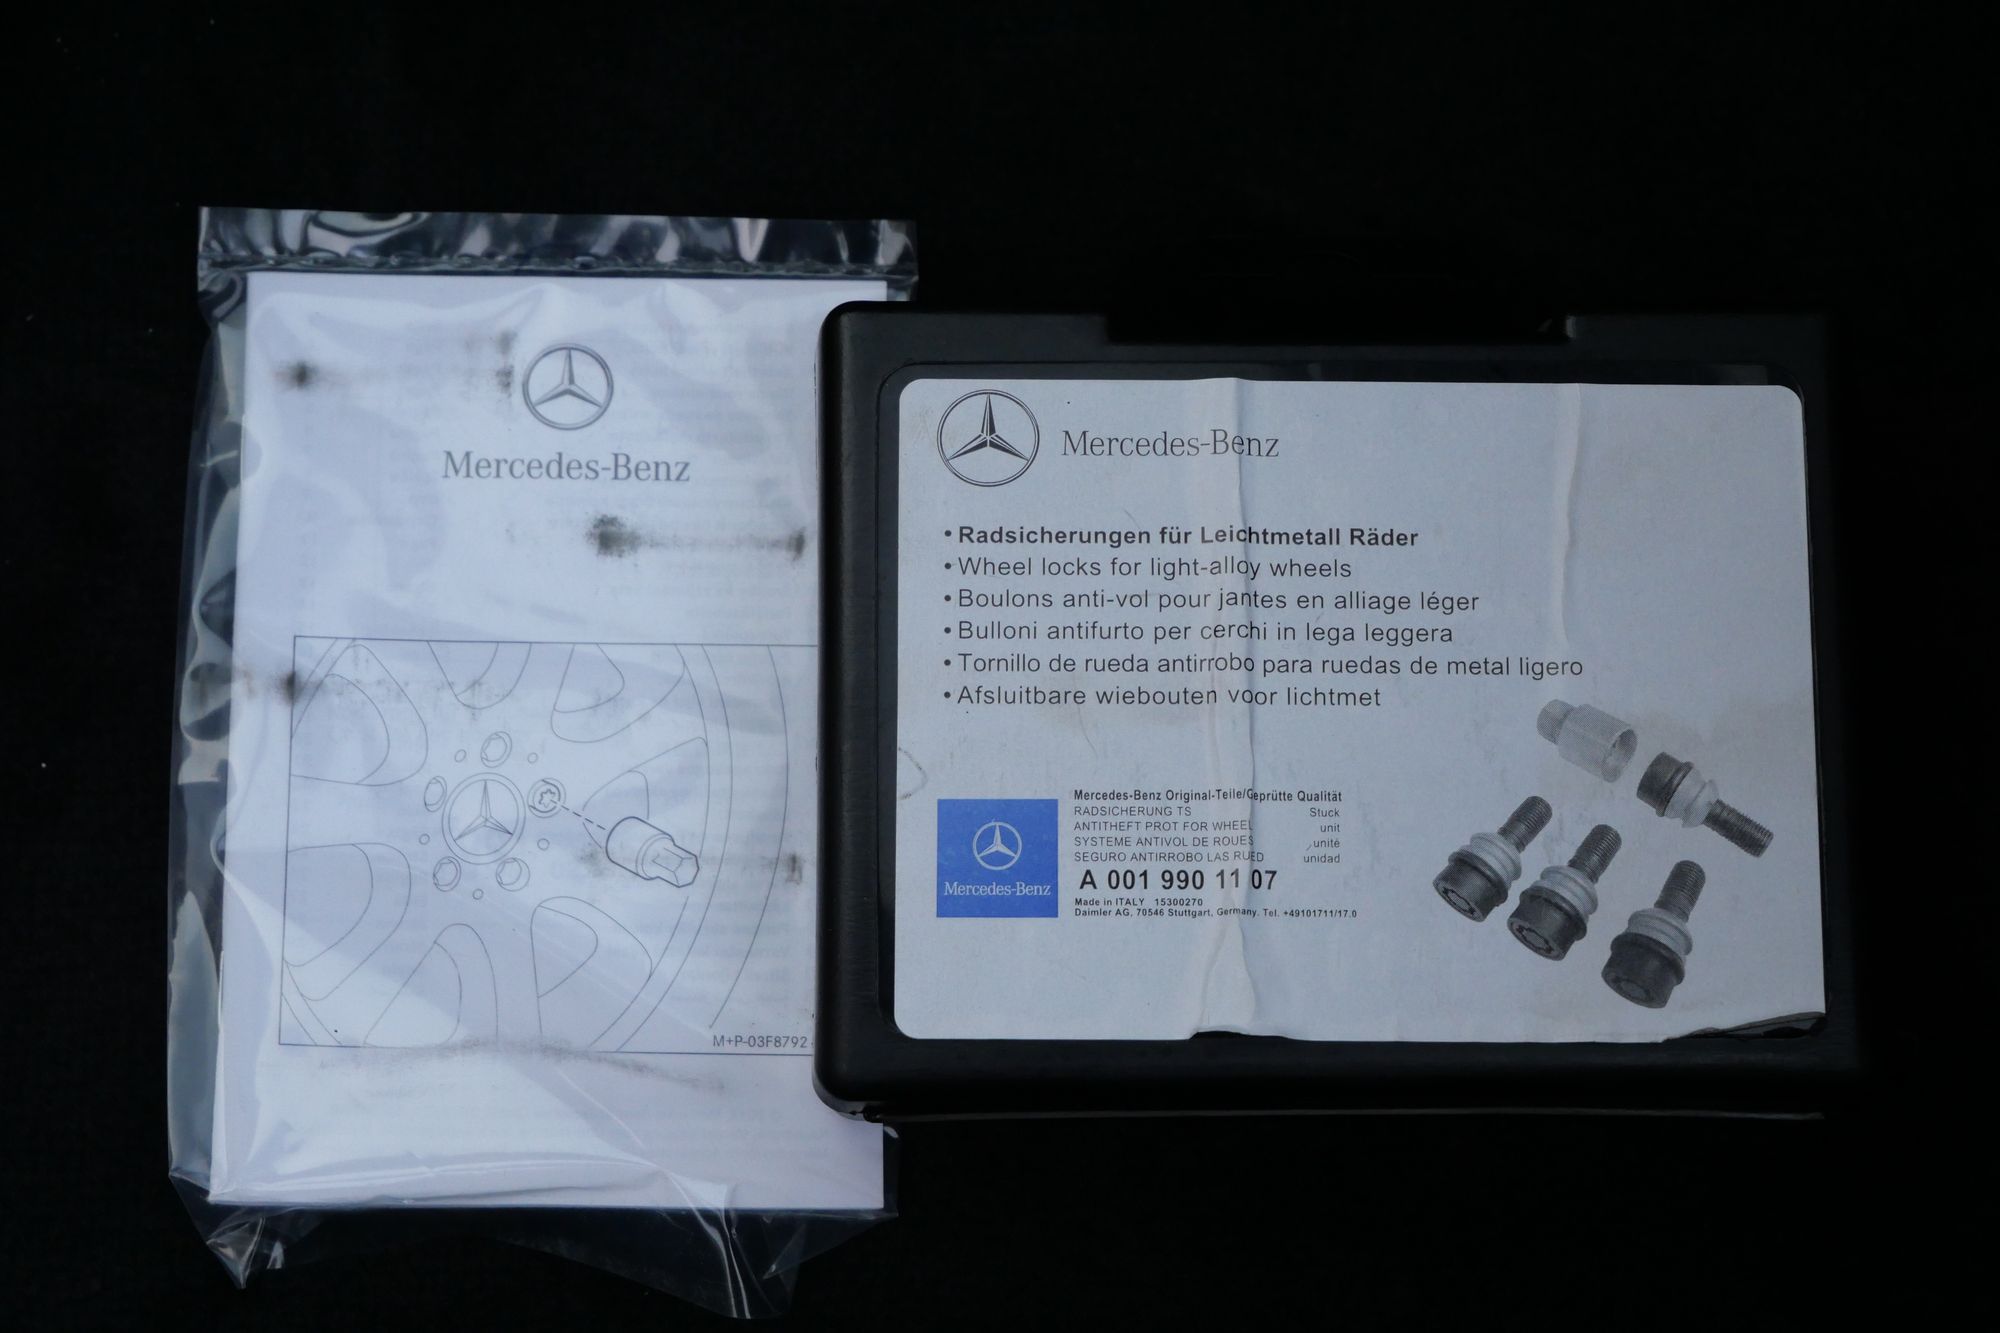 Mercedes-Benz
M+P-03F8792
Mercedes-Benz
• Radsicherungen für Leichtmetall Räder
• Wheel locks for light-alloy wheels
• Boulons anti-vol pour jantes en alliage léger
• Bulloni antifurto per cerchi in lega leggera
• Tornillo de rueda antirrobo para ruedas de metal ligero
• Afsluitbare wiebouten voor lichtmet
Mercedes-Benz
Mercedes-Benz Original-Teile/Geprütte Qualität
RADSICHERUNG TS Stuck
ANTITHEFT PROT FOR WHEEL unit
SYSTEME ANTIVOL DE ROUES unité
SEGURO ANTIRROBO LAS RUED unidad
A 001 990 11 07
Made in ITALY 15300270
Daimler AG, 70546 Stuttgart, Germany. Tel. +49101711/17.0